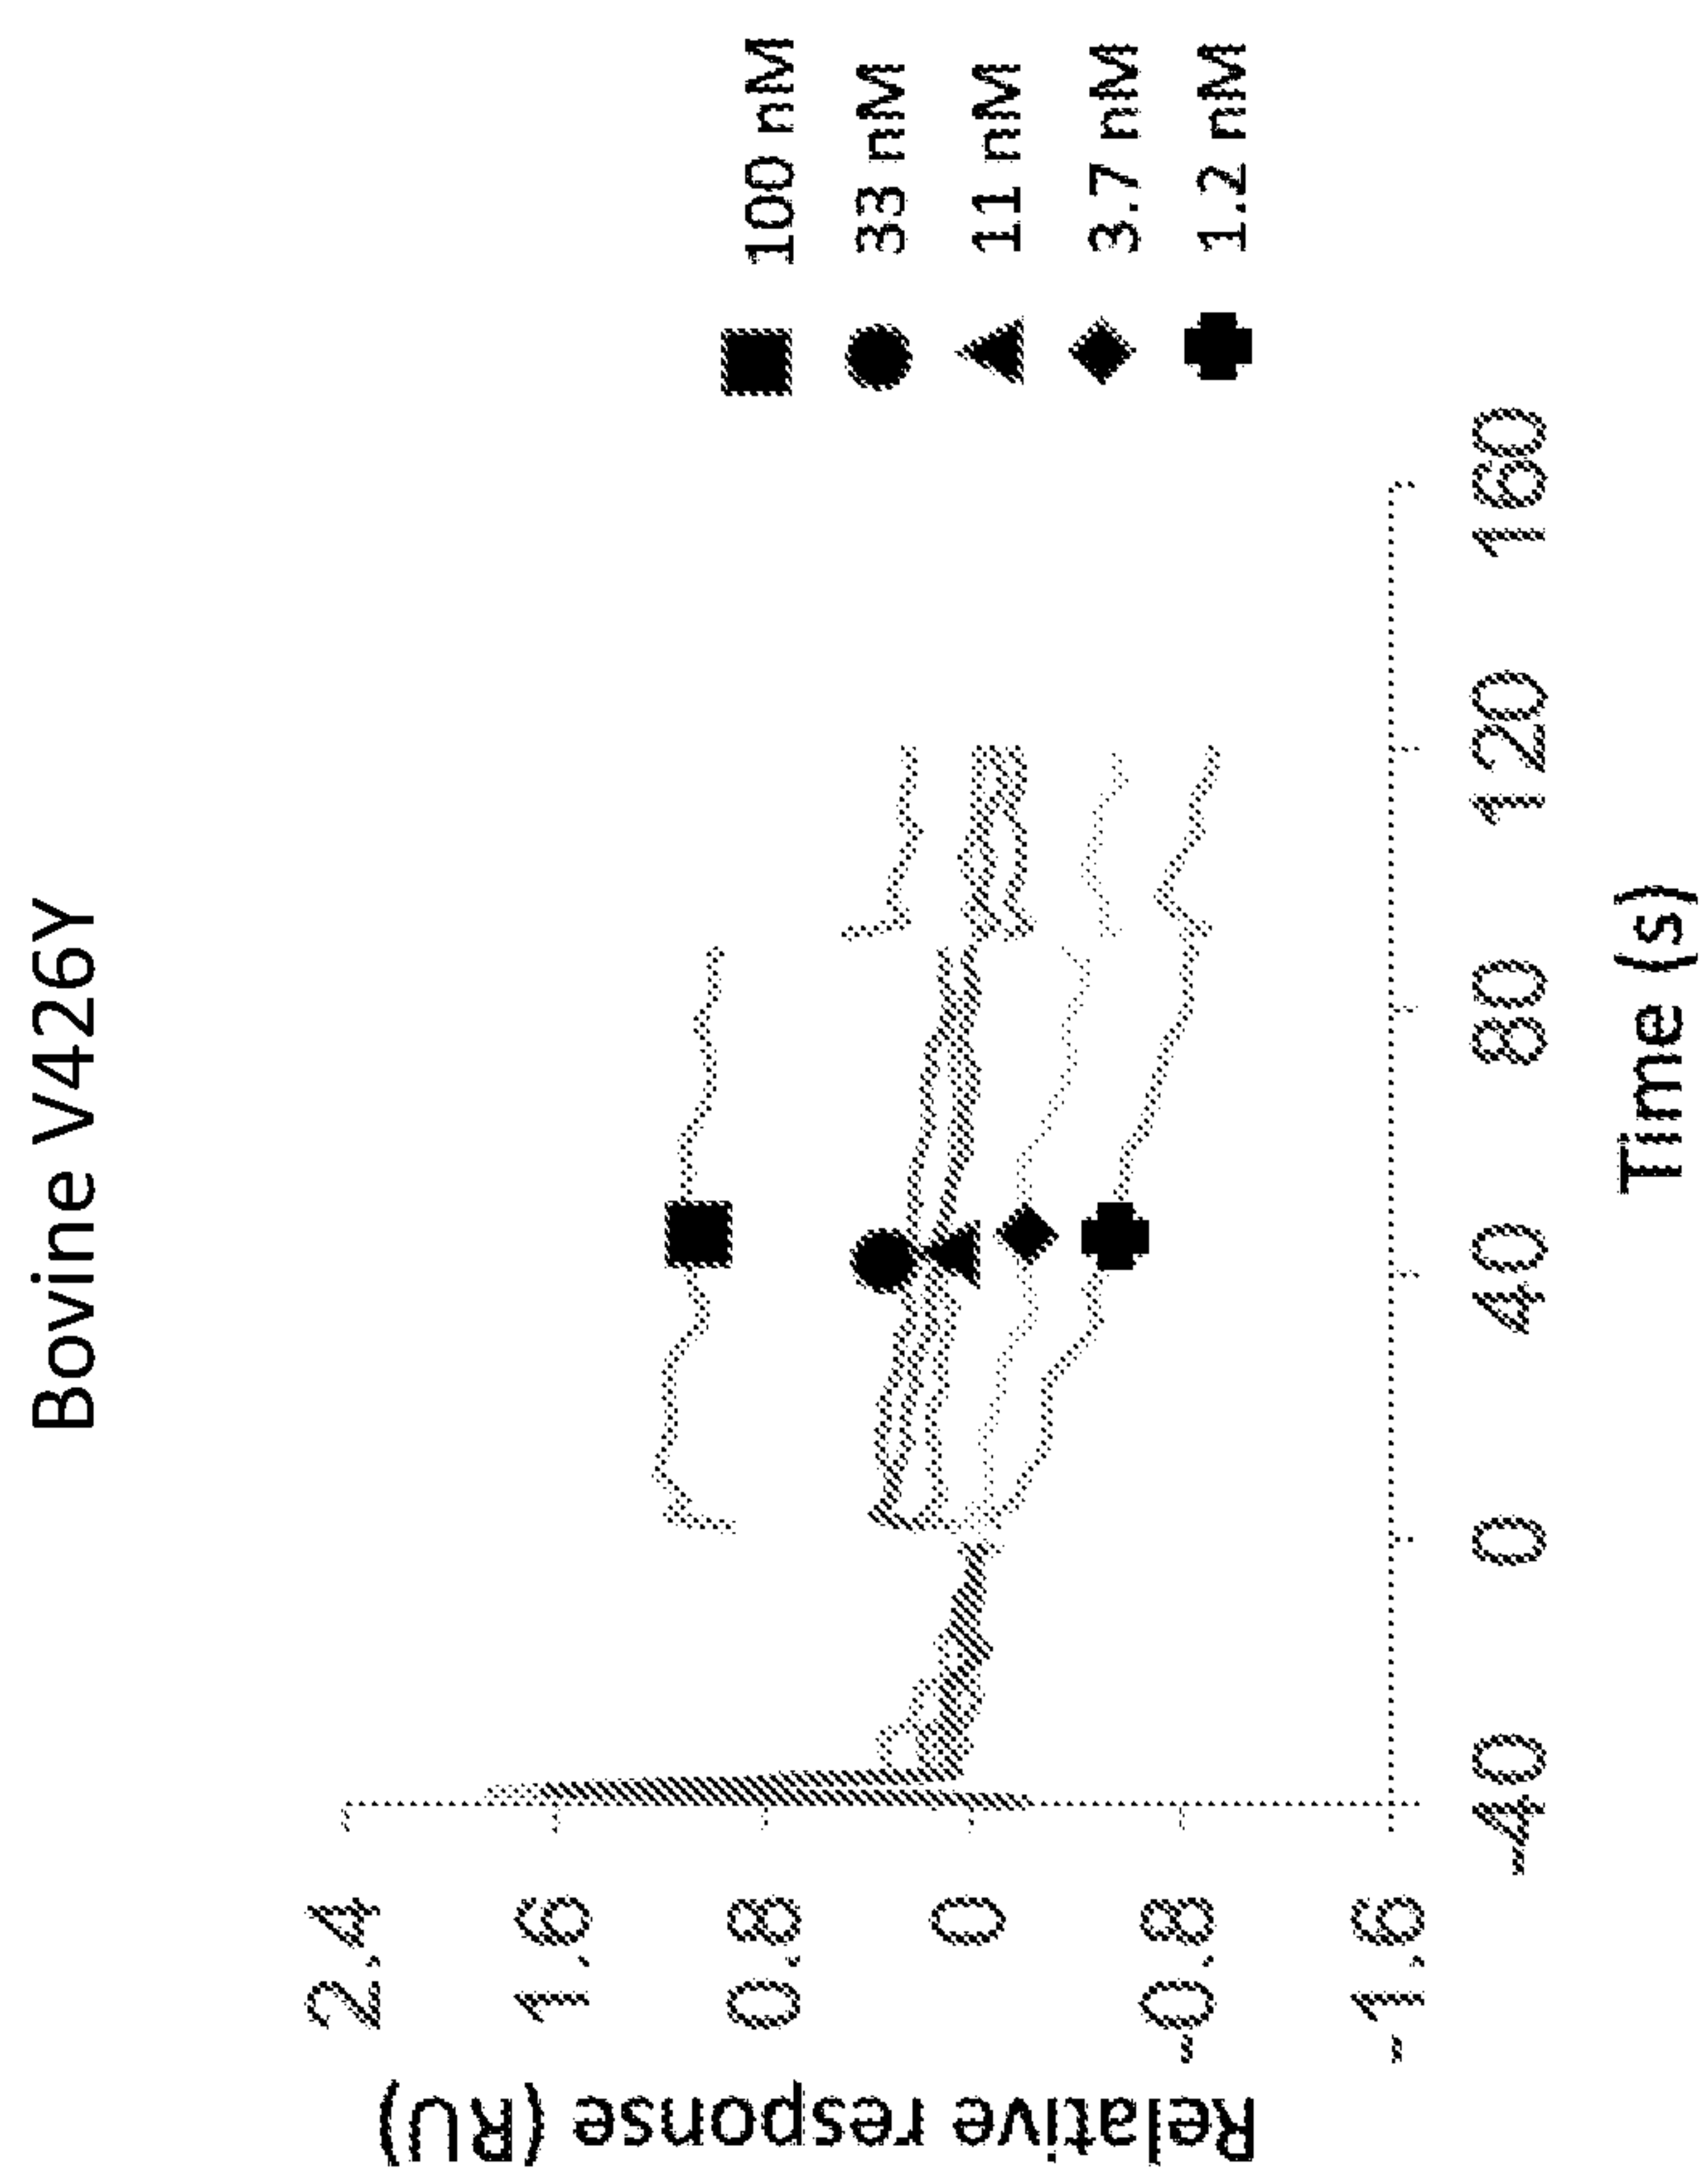 Bovine V426Y
Relative response (RU)
2.4
1.6
0.8
0
-0.8
-1.6
-40
0
40
80
120
160
Time (s)
100 nM
33 nM
11 nM
3.7 nM
1.2 nM